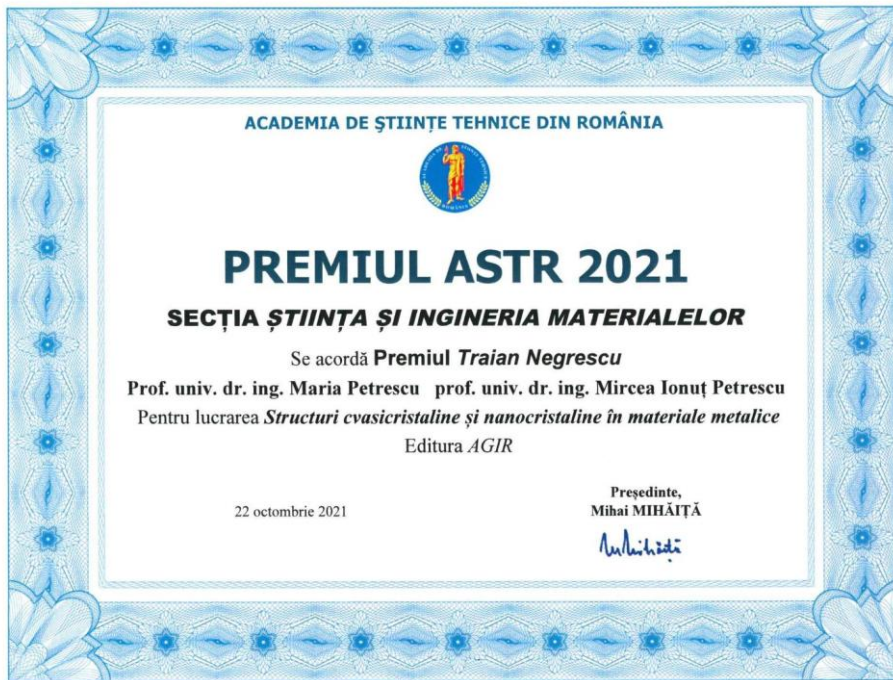 ACADEMIA DE ŞTIINȚE TEHNICE DIN ROMÂNIA
PREMIUL ASTR 2021
SECȚIA ȘTIINȚA ȘI INGINERIA MATERIALELOR
Se acordă Premiul Traian Negrescu
Prof. univ. dr. ing. Maria Petrescu prof. univ. dr. ing. Mircea Ionuț Petrescu
Pentru lucrarea Structuri cvasicristaline și nanocristaline în materiale metalice
Editura AGIR
22 octombrie 2021
Președinte,
Mihai MIHĂIȚĂ